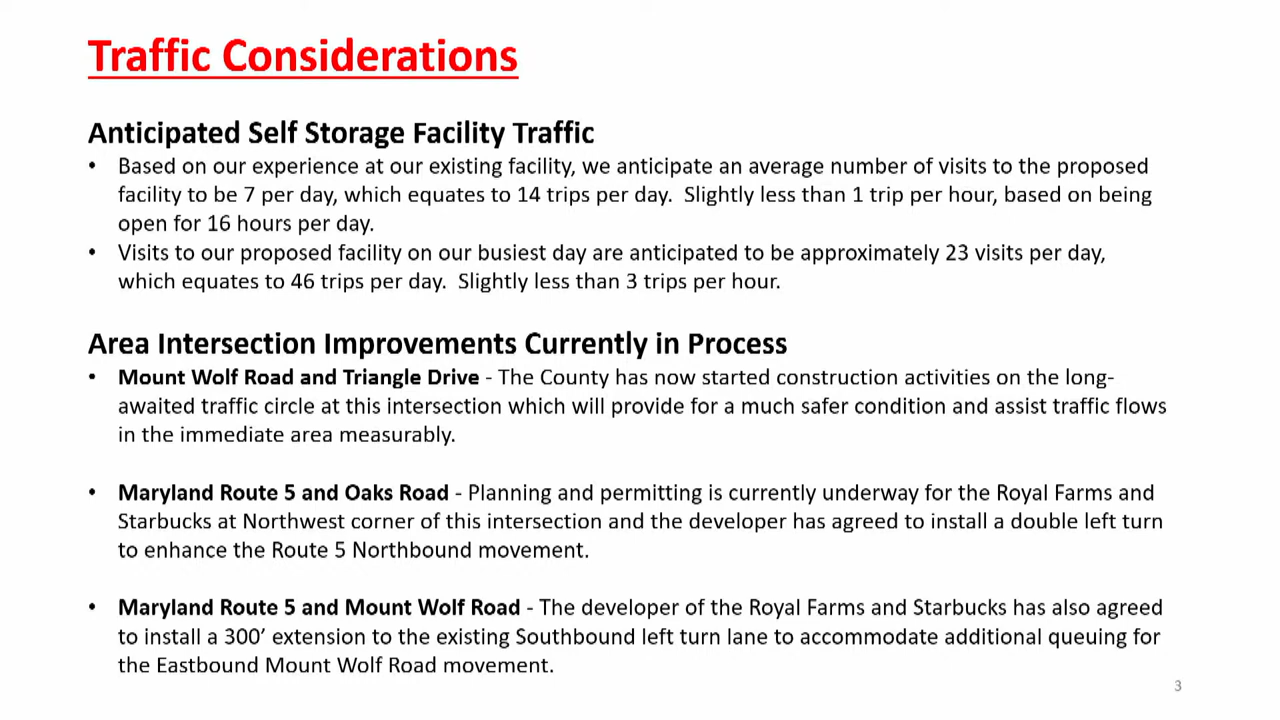 Traffic Considerations
Anticipated Self Storage Facility Traffic
• Based on our experience at our existing facility, we anticipate an average number of visits to the proposed
facility to be 7 per day, which equates to 14 trips per day.  Slightly less than 1 trip per hour, based on being
open for 16 hours per day.
• Visits to our proposed facility on our busiest day are anticipated to be approximately 23 visits per day,
which equates to 46 trips per day.  Slightly less than 3 trips per hour.
Area Intersection Improvements Currently in Process
• Mount Wolf Road and Triangle Drive - The County has now started construction activities on the long-
awaited traffic circle at this intersection which will provide for a much safer condition and assist traffic flows
in the immediate area measurably.
• Maryland Route 5 and Oaks Road - Planning and permitting is currently underway for the Royal Farms and
Starbucks at Northwest corner of this intersection and the developer has agreed to install a double left turn
to enhance the Route 5 Northbound movement.
• Maryland Route 5 and Mount Wolf Road - The developer of the Royal Farms and Starbucks has also agreed
to install a 300’ extension to the existing Southbound left turn lane to accommodate additional queuing for
the Eastbound Mount Wolf Road movement.
3